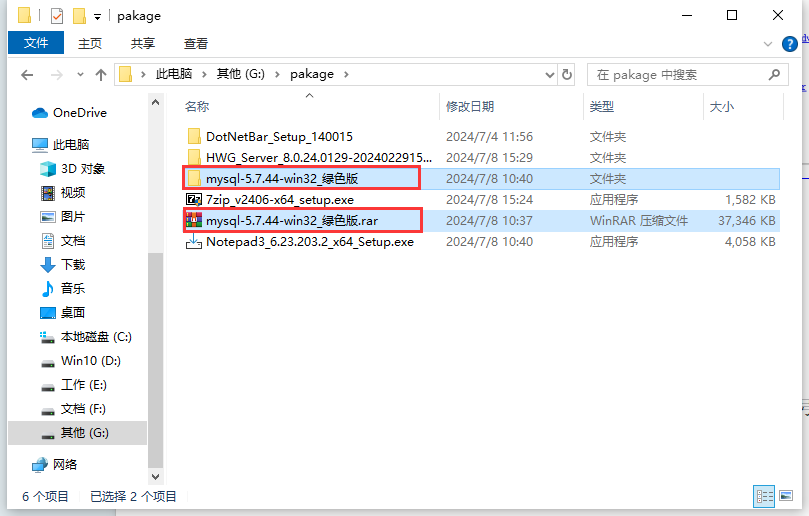 pakage
文件 主页 共享 查看
此电脑 其他 (G:) pakage 在 pakage 中搜索
名称 修改日期 类型 大小
OneDrive
此电脑
3D 对象
视频
图片
文档
下载
音乐
桌面
本地磁盘 (C:)
Win10 (D:)
工作 (E:)
文档 (F:)
其他 (G:)
网络
DotNetBar_Setup_140015 2024/7/4 11:56 文件夹
HWG_Server_8.0.24.0129-2024022915... 2024/7/8 15:29 文件夹
mysql-5.7.44-win32_绿色版 2024/7/8 10:40 文件夹
7zip_v2406-x64_setup.exe 2024/7/8 15:24 应用程序 1,582 KB
mysql-5.7.44-win32_绿色版.rar 2024/7/8 10:37 WinRAR 压缩文件 37,346 KB
Notepad3_6.23.203.2_x64_Setup.exe 2024/7/8 10:40 应用程序 4,058 KB
6 个项目 已选择 2 个项目